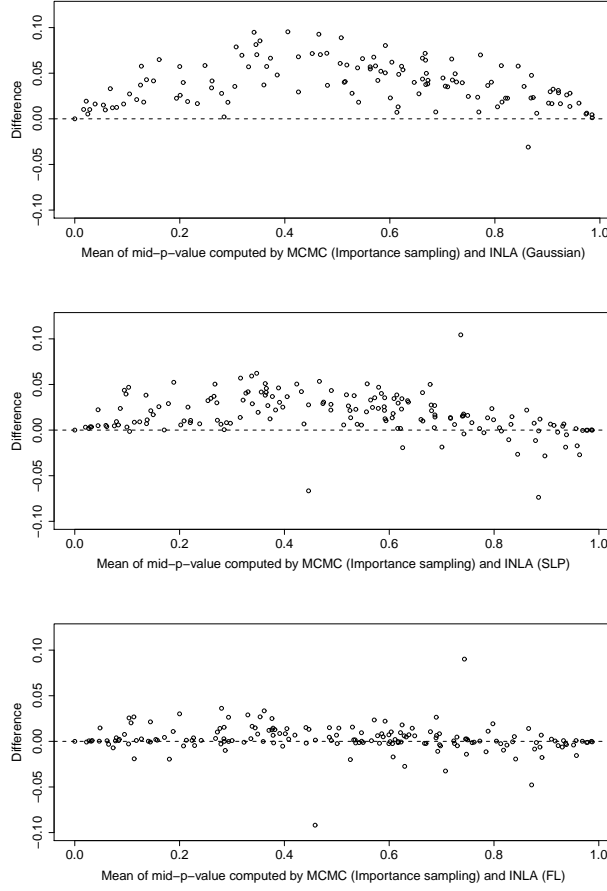 0.10
0.05
0.00
−0.05
−0.10
Difference
0.0 0.2 0.4 0.6 0.8 1.0
Mean of mid−p−value computed by MCMC (Importance sampling) and INLA (Gaussian)
0.10
0.05
0.00
−0.05
−0.10
Difference
0.0 0.2 0.4 0.6 0.8 1.0
Mean of mid−p−value computed by MCMC (Importance sampling) and INLA (SLP)
0.10
0.05
0.00
−0.05
−0.10
Difference
0.0 0.2 0.4 0.6 0.8 1.0
Mean of mid−p−value computed by MCMC (Importance sampling) and INLA (FL)